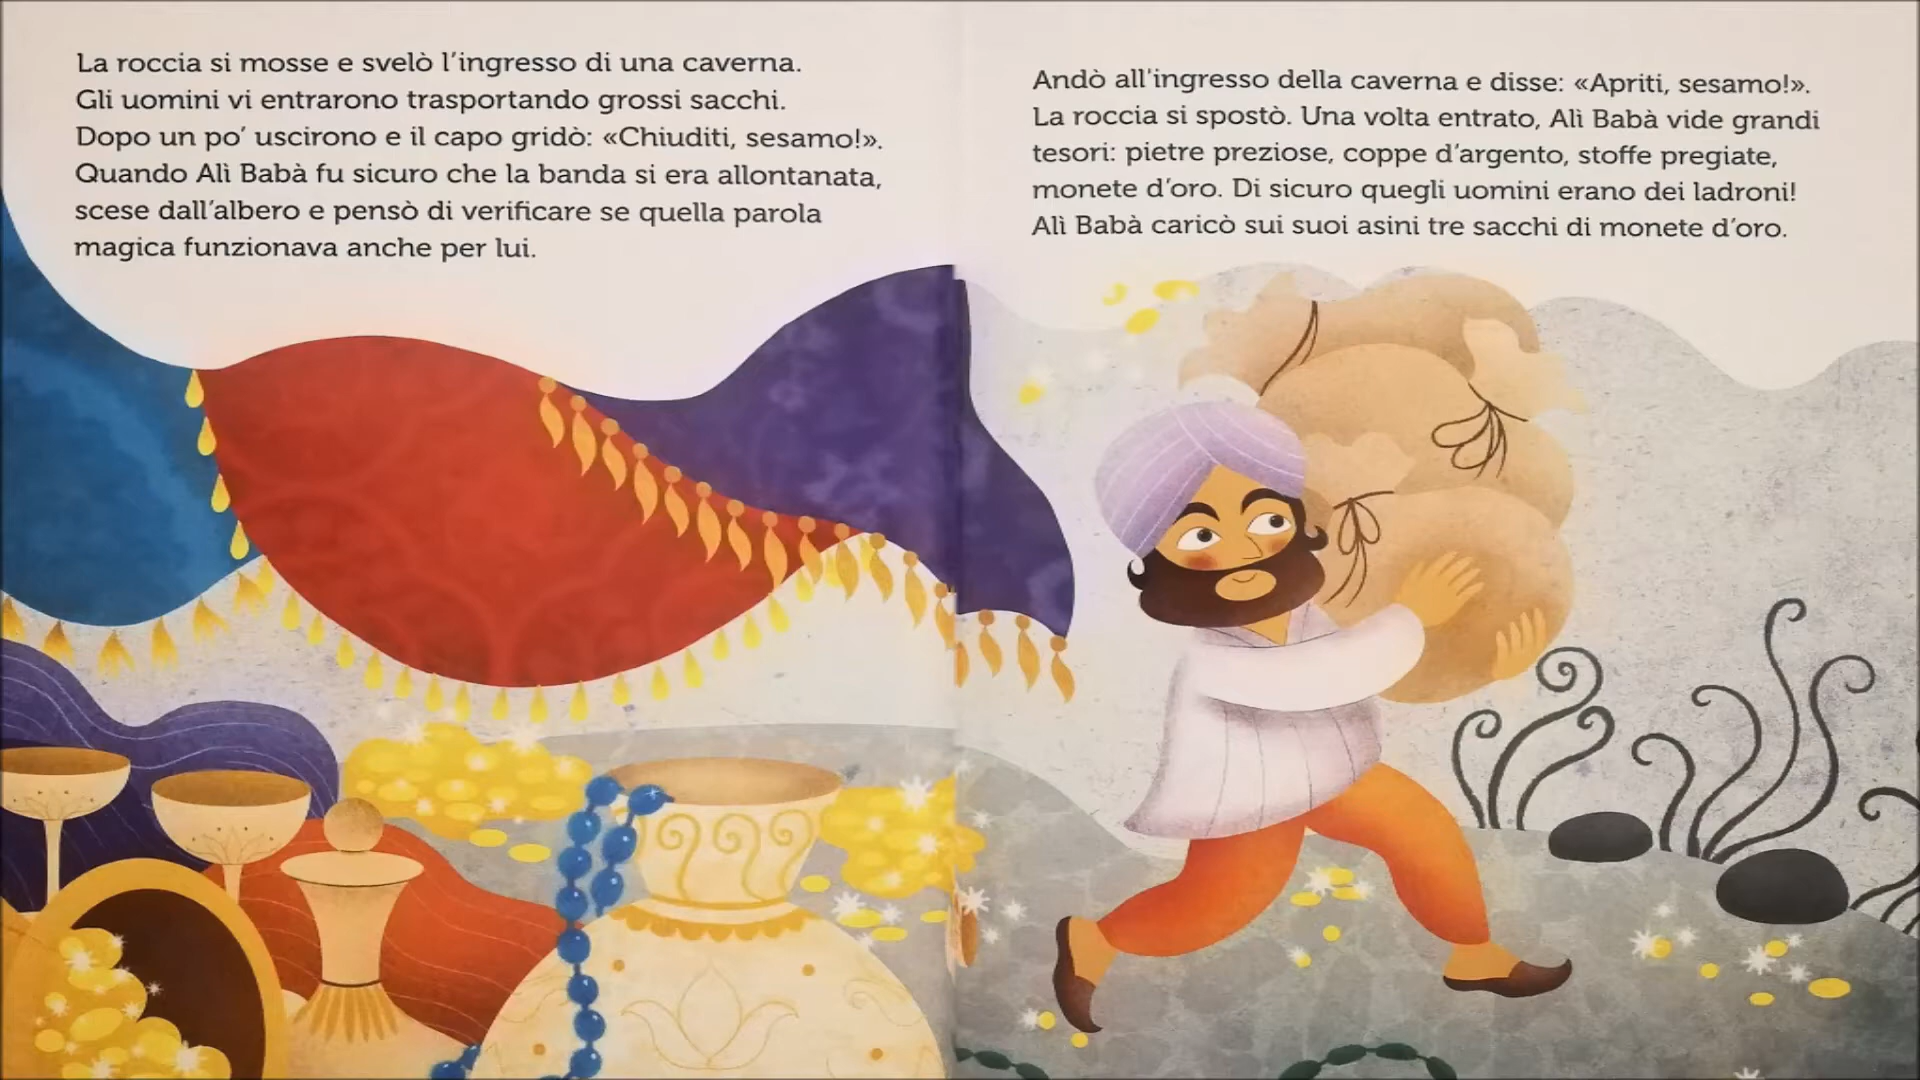 La roccia si mosse e svelò l'ingresso di una caverna.
Gli uomini vi entrarono trasportando grossi sacchi.
Dopo un po' uscirono e il capo gridò: «Chiuditi, sesamo!».
Quando Alì Babà fu sicuro che la banda si era allontanata,
scese dall'albero e pensò di verificare se quella parola
magica funzionava anche per lui.
Andò all'ingresso della caverna e disse: «Apriti, sesamo!».
La roccia si spostò. Una volta entrato, Alì Babà vide grandi
tesori: pietre preziose, coppe d'argento, stoffe pregiate,
monete d'oro. Di sicuro quegli uomini erano dei ladroni!
Alì Babà caricò sui suoi asini tre sacchi di monete d'oro.